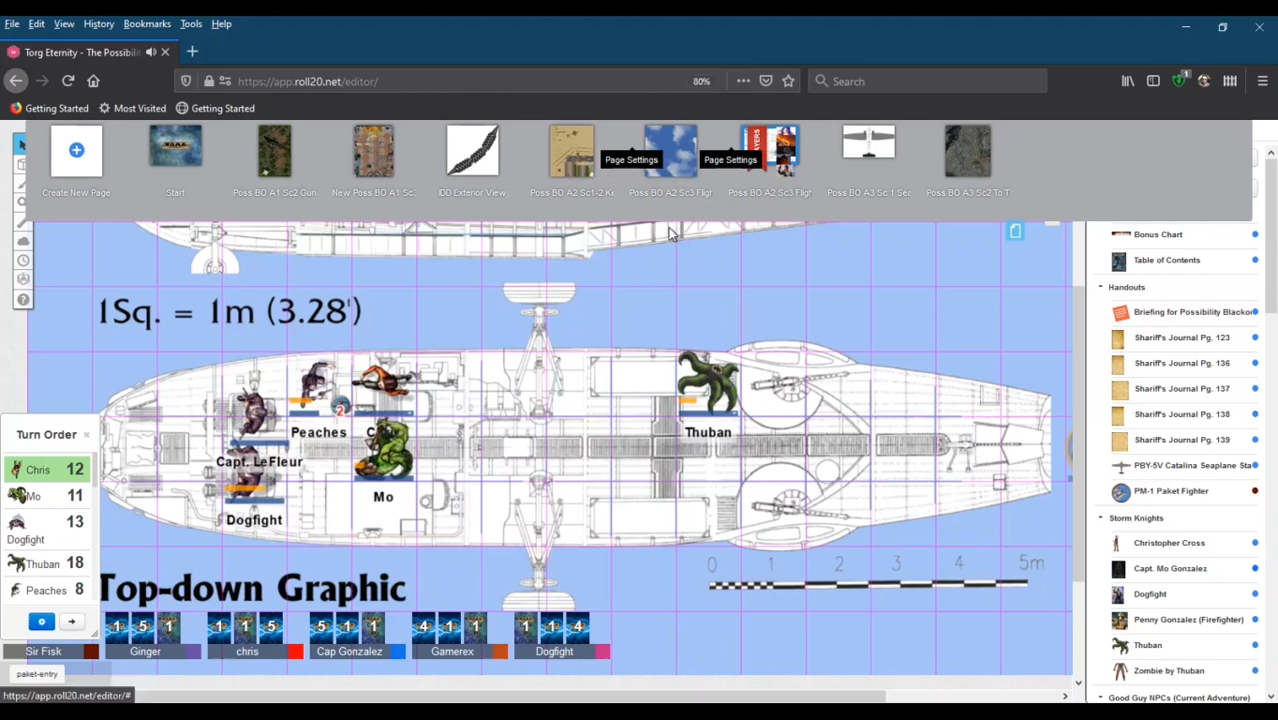 File Edit View History Bookmarks Tools Help
Torg Eternity - The Possibili
https://app.roll20.net/editor/
80%
Search
1
Getting Started Most Visited Getting Started
PLAYERS
Page Settings
Page Settings
Create New Page
Start
Poss BO A1 Sc2 Gun
New Poss BO A1 Sc.
IDD Exterior View
Poss BO A2 Sc1-2 Ke
Poss BO A2 Sc3 Fligh
Poss BO A2 Sc3 Fligh
Poss BO A3 Sc 1 Sec
Poss BO A3 Sc2 To T
1Sq. = 1m (3.28')
2
Peaches
Capt. LeFleur
Mo
Dogfight
Thuban
0 1 2 3 4 5m
Top-down Graphic
Turn Order
Chris 12
Mo 11
13
Dogfight
Thuban 18
Peaches 8
-1 5 1
-1 1 5
5 -1 1
-4 -1 1
1 -1 4
Sir Fisk
Ginger
chris
Cap Gonzalez
Gamerex
Dogfight
paket-entry
https://app.roll20.net/editor/#
Bonus Chart
Table of Contents
Handouts
Briefing for Possibility Blackou
Shariff's Journal Pg. 123
Shariff's Journal Pg. 136
Shariff's Journal Pg. 137
Shariff's Journal Pg. 138
Shariff's Journal Pg. 139
PBY-5V Catalina Seaplane Sta
PM-1 Paket Fighter
Storm Knights
Christopher Cross
Capt. Mo Gonzalez
Dogfight
Penny Gonzalez (Firefighter)
Thuban
Zombie by Thuban
Good Guy NPCs (Current Adventure)